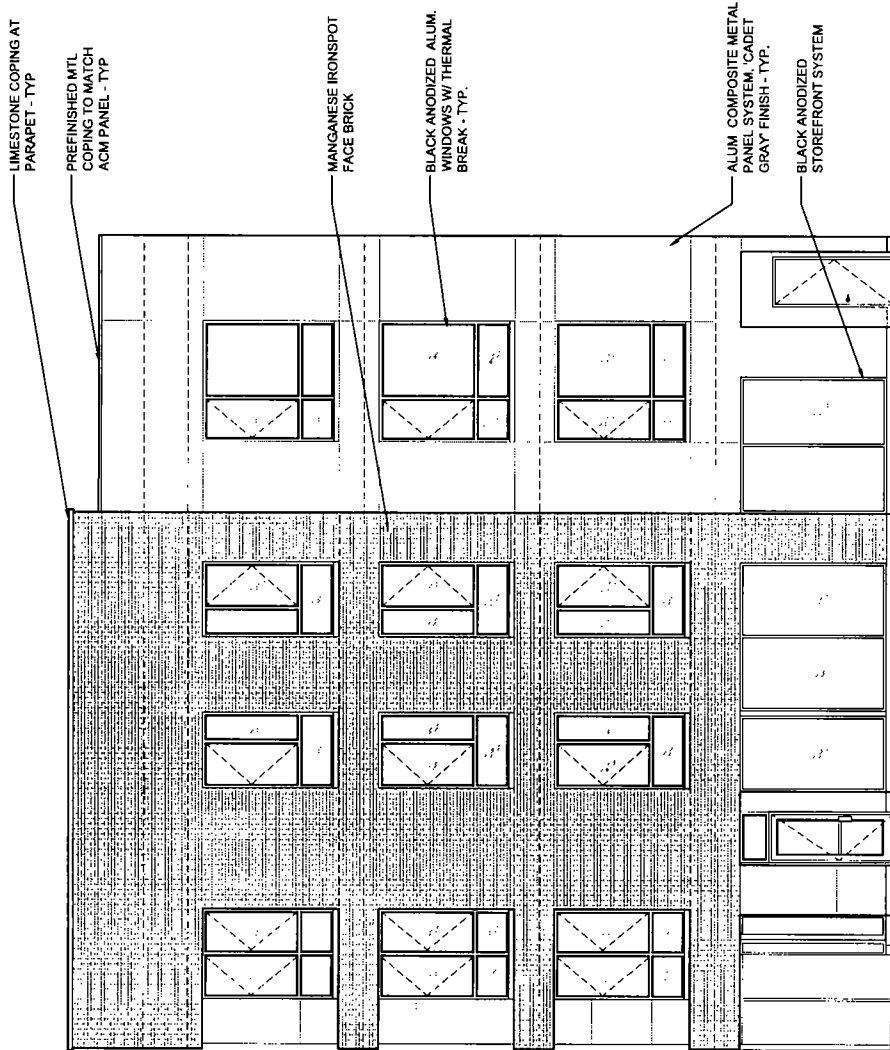 LIMESTONE COPING AT
PARAPET - TYP
PREFINISHED MTL
COPING TO MATCH
ACM PANEL - TYP
MANGANESE IRONSPOT
FACE BRICK
BLACK ANODIZED ALUM.
WINDOWS W/ THERMAL
BREAK - TYP.
ALUM COMPOSITE METAL
PANEL SYSTEM, 'CADET
GRAY' FINISH - TYP.
BLACK ANODIZED
STOREFRONT SYSTEM